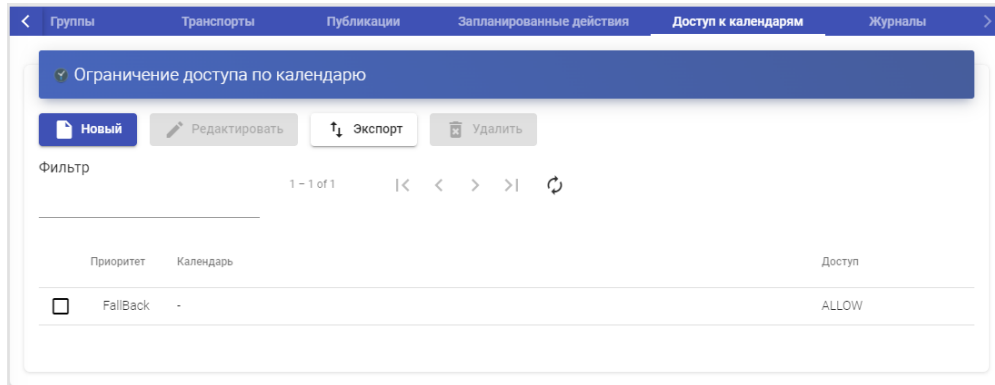 Группы Транспорты Публикации Запланированные действия Доступ к календарям Журналы
Ограничение доступа по календарю
Новый Редактировать Экспорт Удалить
Фильтр
1 – 1 of 1
Приоритет Календарь Доступ
FallBack - ALLOW